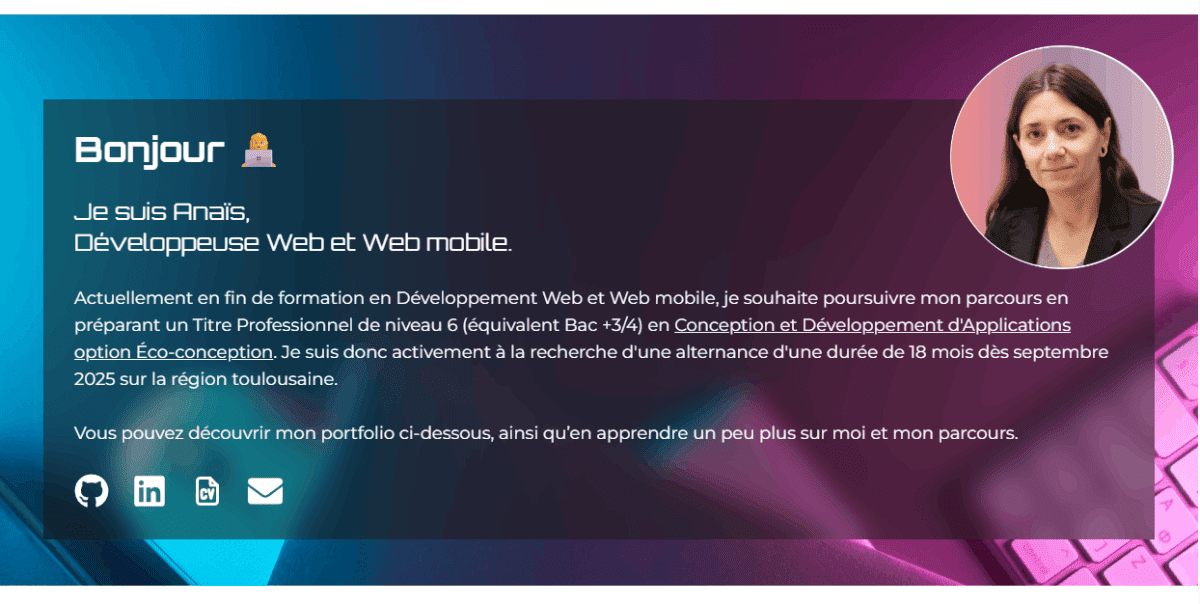 Bonjour
Je suis Anaïs,
Développeuse Web et Web mobile.
Actuellement en fin de formation en Développement Web et Web mobile, je souhaite poursuivre mon parcours en
préparant un Titre Professionnel de niveau 6 (équivalent Bac +3/4) en Conception et Développement d'Applications
option Éco-conception. Je suis donc activement à la recherche d'une alternance d'une durée de 18 mois dès septembre
2025 sur la région toulousaine.
Vous pouvez découvrir mon portfolio ci-dessous, ainsi qu'en apprendre un peu plus sur moi et mon parcours.
in
CV